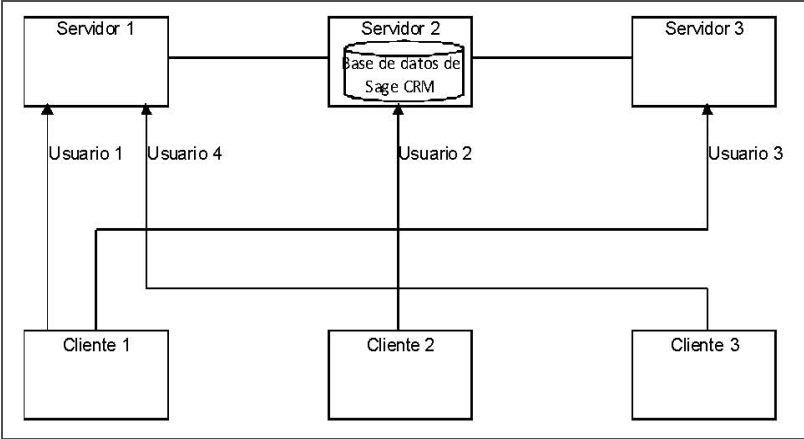 Servidor 1
Servidor 2
Servidor 3
Base de datos de
Sage CRM
Usuario 1
Usuario 4
Usuario 2
Usuario 3
Cliente 1
Cliente 2
Cliente 3